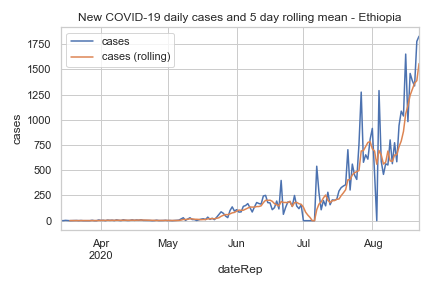 New COVID-19 daily cases and 5 day rolling mean - Ethiopia
cases
cases (rolling)
1750
1500
1250
1000
750
500
250
0
cases
Apr
2020
May
Jun
Jul
Aug
dateRep